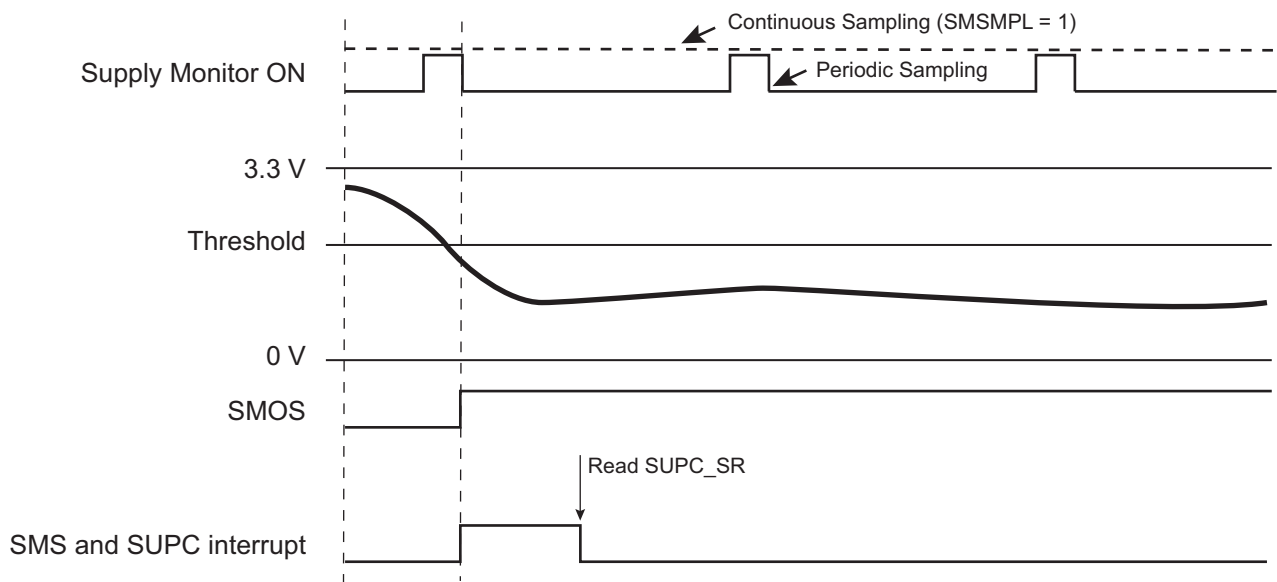 Continuous Sampling (SMSMPL = 1)
Supply Monitor ON
Periodic Sampling
3.3 V
Threshold
0 V
SMOS
Read SUPC_SR
SMS and SUPC interrupt